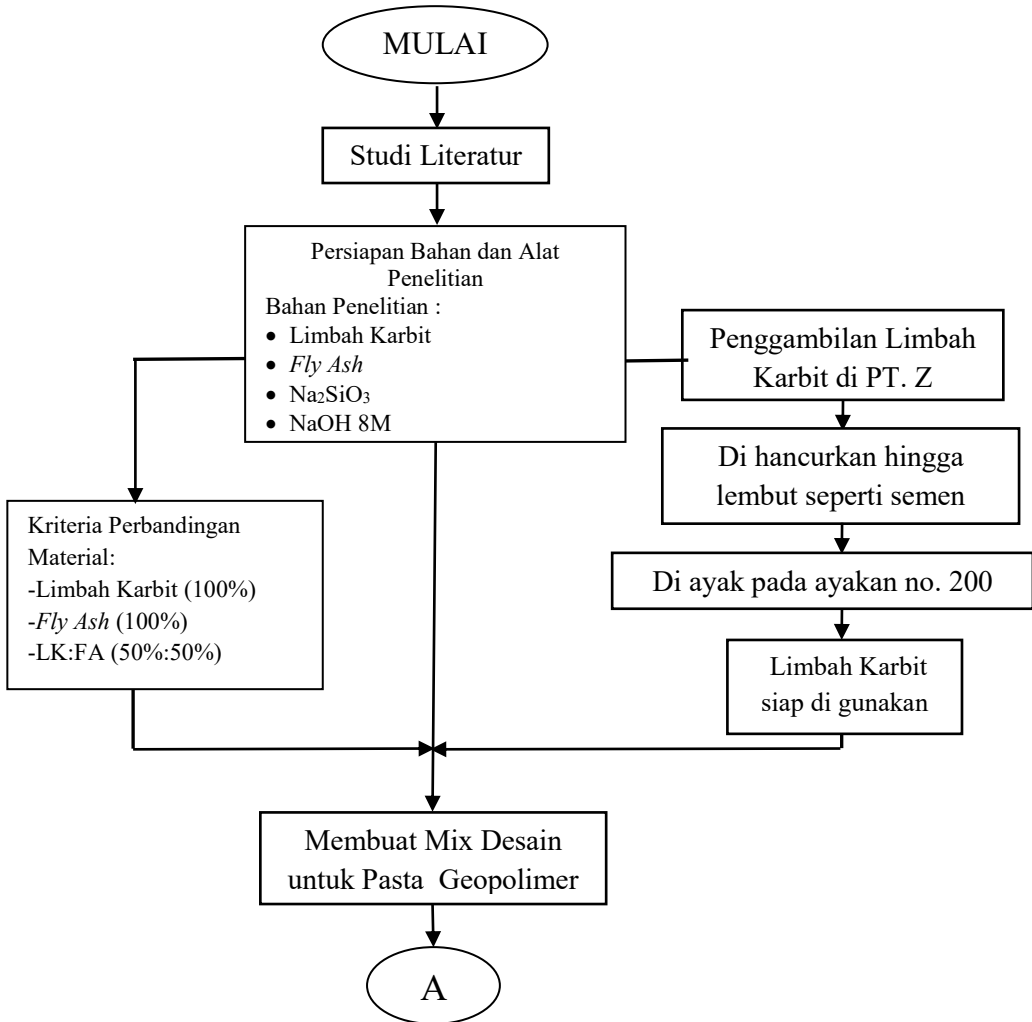 MULAI
Studi Literatur
Persiapan Bahan dan Alat
Penelitian
Bahan Penelitian :
• Limbah Karbit
• Fly Ash
• Na₂SiO₃
• NaOH 8M
Penggambilan Limbah
Karbit di PT. Z
Di hancurkan hingga
lembut seperti semen
Di ayak pada ayakan no. 200
Limbah Karbit
siap di gunakan
Kriteria Perbandingan
Material:
-Limbah Karbit (100%)
-Fly Ash (100%)
-LK:FA (50%:50%)
Membuat Mix Desain
untuk Pasta Geopolimer
A